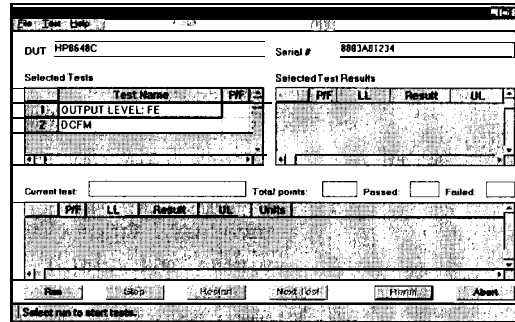 File Test Help
DUT HP8648C Serial # 8803A81234
Selected Tests Selected Test Results
Test Name P/F P/F LL Result UL
1 OUTPUT LEVEL: FE
2 DCFM
Current test: Total points: Passed: Failed:
P/F LL Result UL Units
Run Stop Restart Next Test Abort
Select run to start tests.